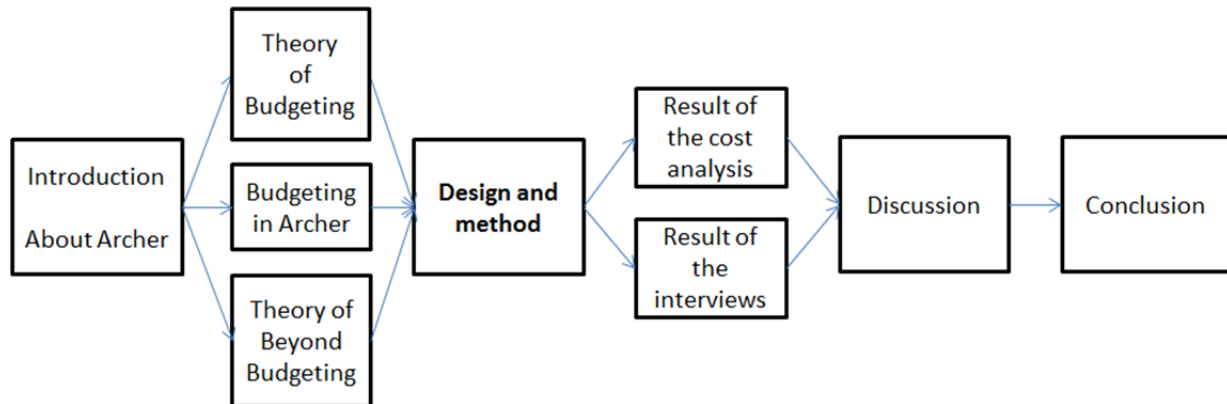 Introduction
About Archer
Theory
of
Budgeting
Budgeting
in Archer
Theory of
Beyond
Budgeting
Design and
method
Result of
the cost
analysis
Result of
the
interviews
Discussion
Conclusion